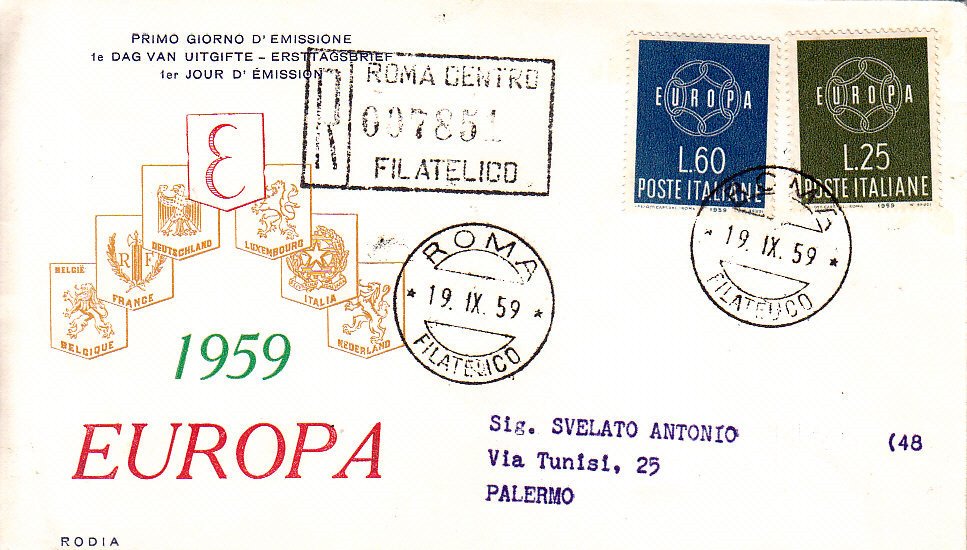 PRIMO GIORNO D' EMISSIONE
1e DAG VAN UITGIFTE - ERSTTAGSBRIEF
1er JOUR D' ÉMISSION
R
ROMA CENTRO
007851
FILATELICO
EUROPA
L.60
POSTE ITALIANE
1959
EUROPA
L.25
POSTE ITALIANE
1959
ROMA
* 19. IX. 59 *
FILATELICO
ROMA
* 19. IX. 59 *
FILATELICO
Ɛ
DEUTSCHLAND
LUXEMBOURG
R F
FRANCE
ITALIA
BELGIË
BELGIQUE
NEDERLAND
1959
EUROPA
Sig. SVELATO ANTONIO
(48
Via Tunisi, 25
PALERMO
RODIA